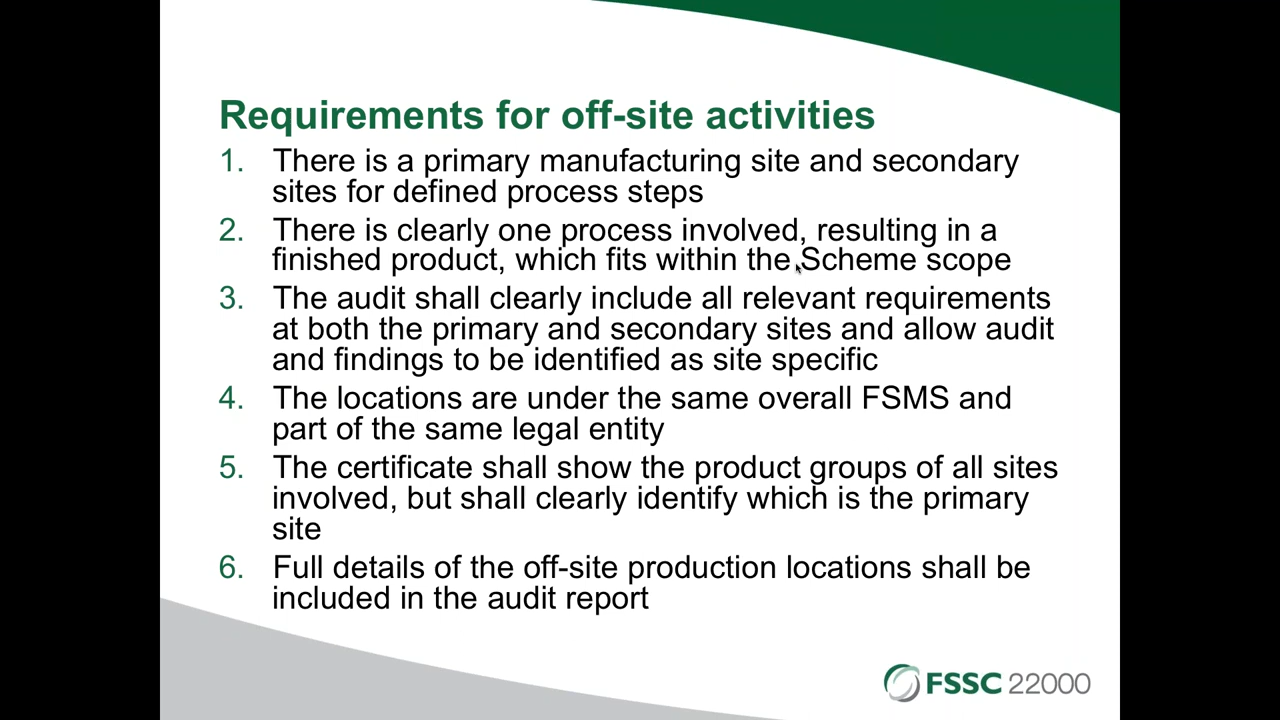 Requirements for off-site activities
1. There is a primary manufacturing site and secondary
sites for defined process steps
2. There is clearly one process involved, resulting in a
finished product, which fits within the Scheme scope
3. The audit shall clearly include all relevant requirements
at both the primary and secondary sites and allow audit
and findings to be identified as site specific
4. The locations are under the same overall FSMS and
part of the same legal entity
5. The certificate shall show the product groups of all sites
involved, but shall clearly identify which is the primary
site
6. Full details of the off-site production locations shall be
included in the audit report
FSSC 22000